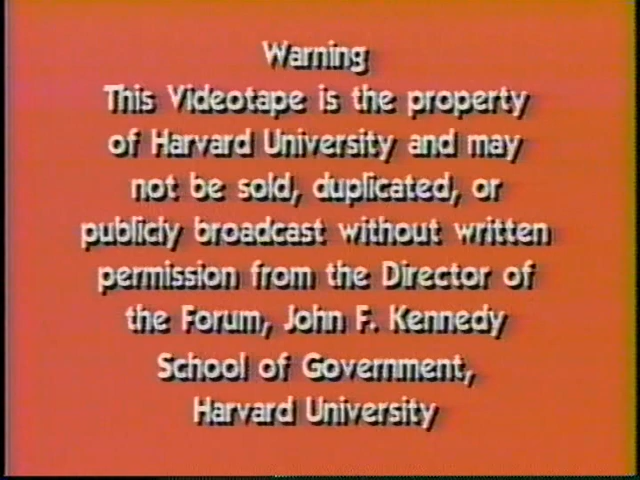 Warning
This Videotape is the property
of Harvard University and may
not be sold, duplicated, or
publicly broadcast without written
permission from the Director of
the Forum, John F. Kennedy
School of Government,
Harvard University